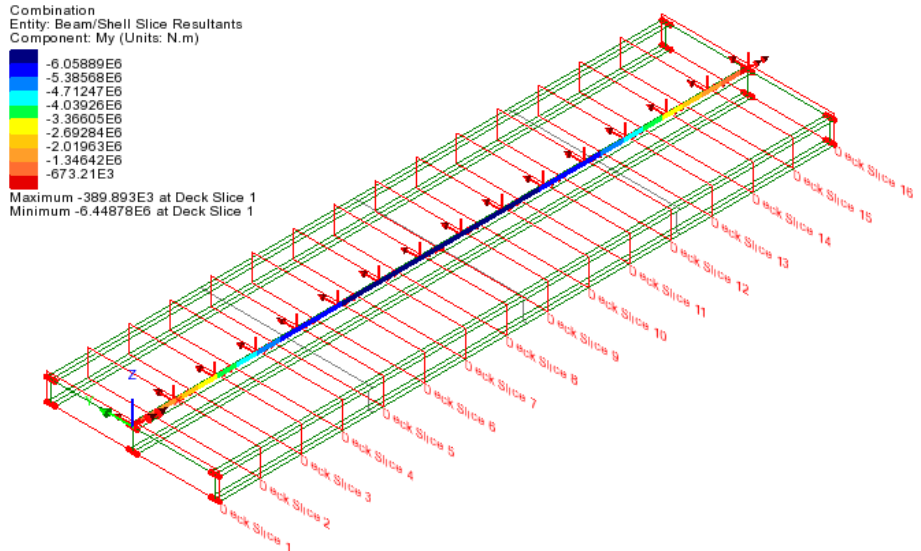 Combination
Entity: Beam/Shell Slice Resultants
Component: My (Units: N.m)
-6.05889E6
-5.38568E6
-4.71247E6
-4.03926E6
-3.36605E6
-2.69284E6
-2.01963E6
-1.34642E6
-673.21E3
Maximum -389.893E3 at Deck Slice 1
Minimum -6.44878E6 at Deck Slice 1
Z
Y
Deck Slice 16
Deck Slice 15
Deck Slice 14
Deck Slice 13
Deck Slice 12
Deck Slice 11
Deck Slice 10
Deck Slice 9
Deck Slice 8
Deck Slice 7
Deck Slice 6
Deck Slice 5
Deck Slice 4
Deck Slice 3
Deck Slice 2
Deck Slice 1